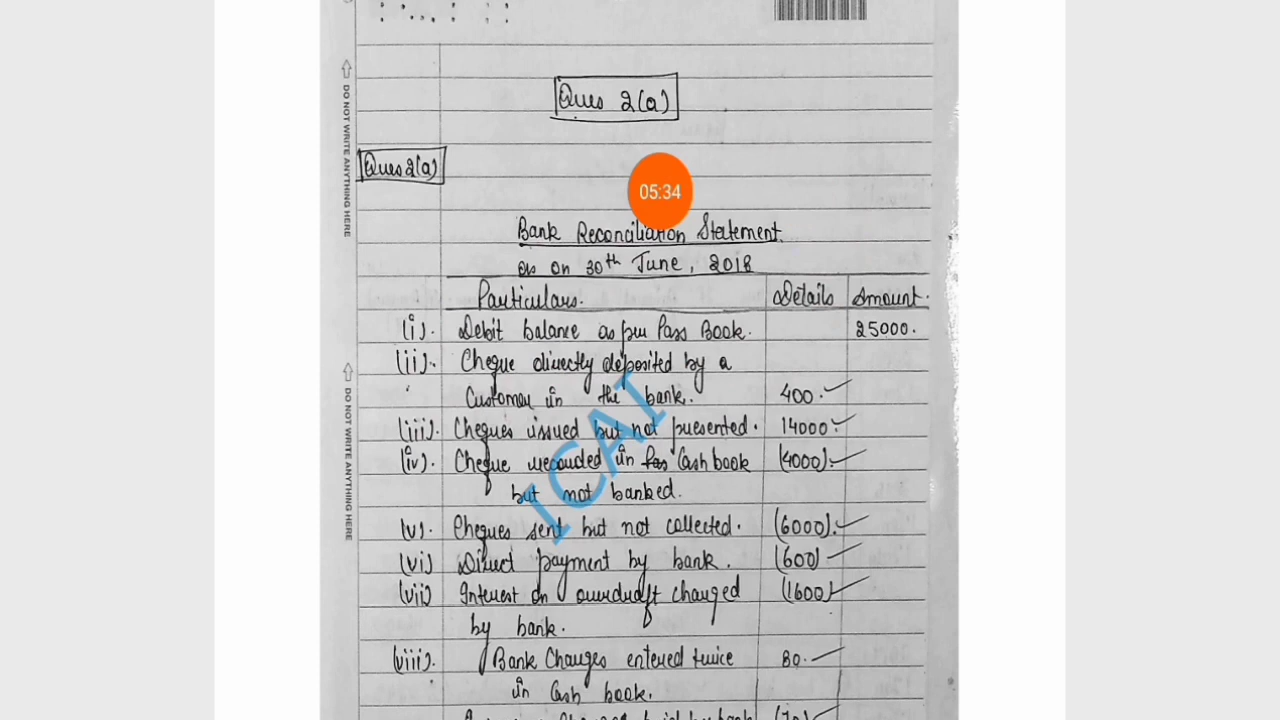 Ques 2(a)
Ques 2(a)
05:34
Bank Reconciliation Statement
as on 30th June, 2018
Particulars. Details Amount.
(i). Debit balance as per Pass Book. 25000.
(ii). Cheque directly deposited by a
Customer in the bank. 400.
(iii). Cheques issued but not presented. 14000.
(iv). Cheque recorded in Cash book (4000).
but not banked.
(v). Cheques sent but not collected. (6000).
(vi) Direct payment by bank. (600)
(vii) Interest on overdraft charged (1600)
by bank.
(viii). Bank Charges entered twice 80.
in Cash book.
ICAI
DO NOT WRITE ANYTHING HERE
DO NOT WRITE ANYTHING HERE